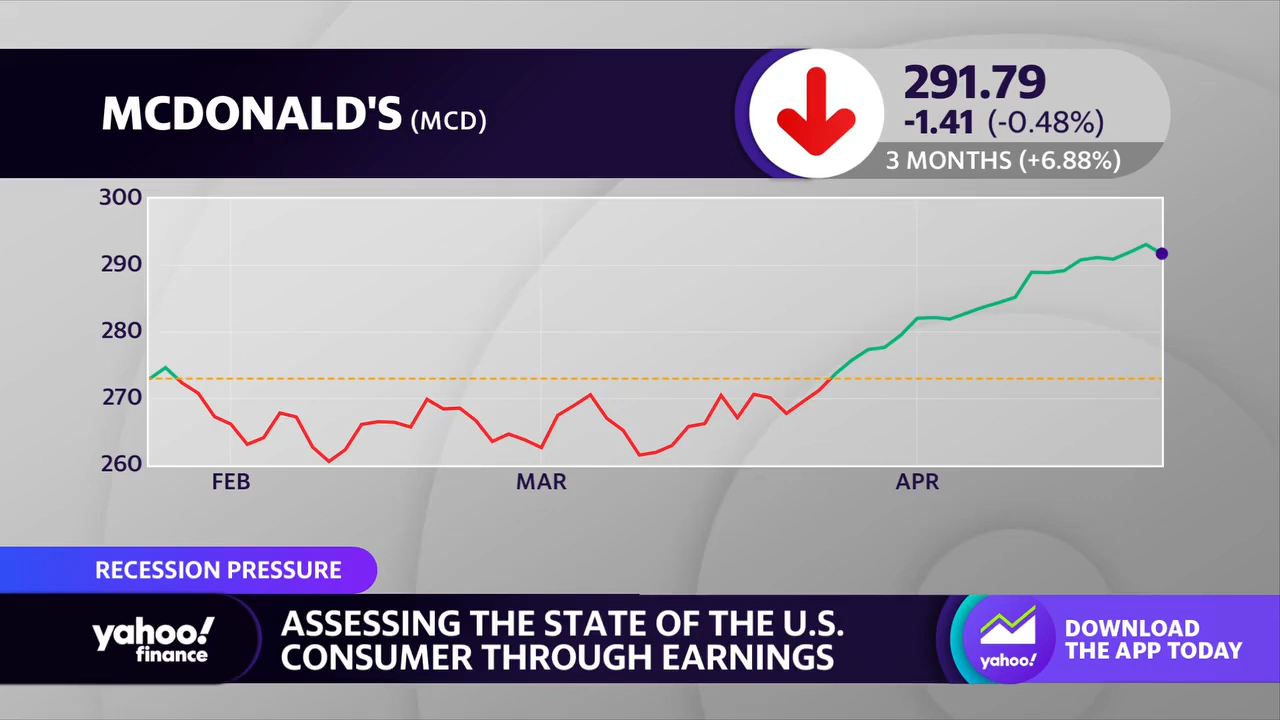 MCDONALD'S (MCD)
291.79
-1.41 (-0.48%)
3 MONTHS (+6.88%)
300
290
280
270
260
FEB
MAR
APR
RECESSION PRESSURE
yahoo!
finance
ASSESSING THE STATE OF THE U.S.
CONSUMER THROUGH EARNINGS
yahoo!
DOWNLOAD
THE APP TODAY